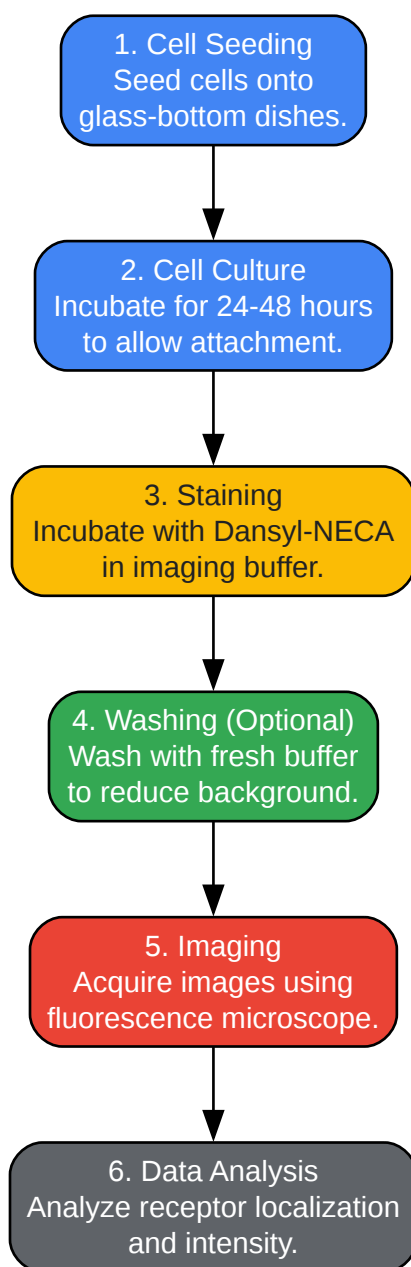 1. Cell Seeding
Seed cells onto
glass-bottom dishes.
2. Cell Culture
Incubate for 24-48 hours
to allow attachment.
3. Staining
Incubate with Dansyl-NECA
in imaging buffer.
4. Washing (Optional)
Wash with fresh buffer
to reduce background.
5. Imaging
Acquire images using
fluorescence microscope.
6. Data Analysis
Analyze receptor localization
and intensity.